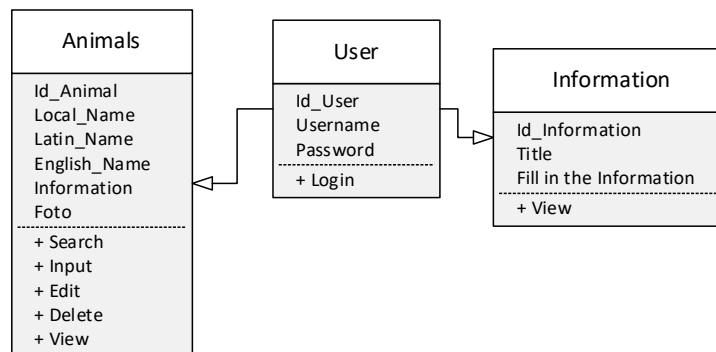 Animals
Id_Animal
Local_Name
Latin_Name
English_Name
Information
Foto
+ Search
+ Input
+ Edit
+ Delete
+ View
User
Id_User
Username
Password
+ Login
Information
Id_Information
Title
Fill in the Information
+ View